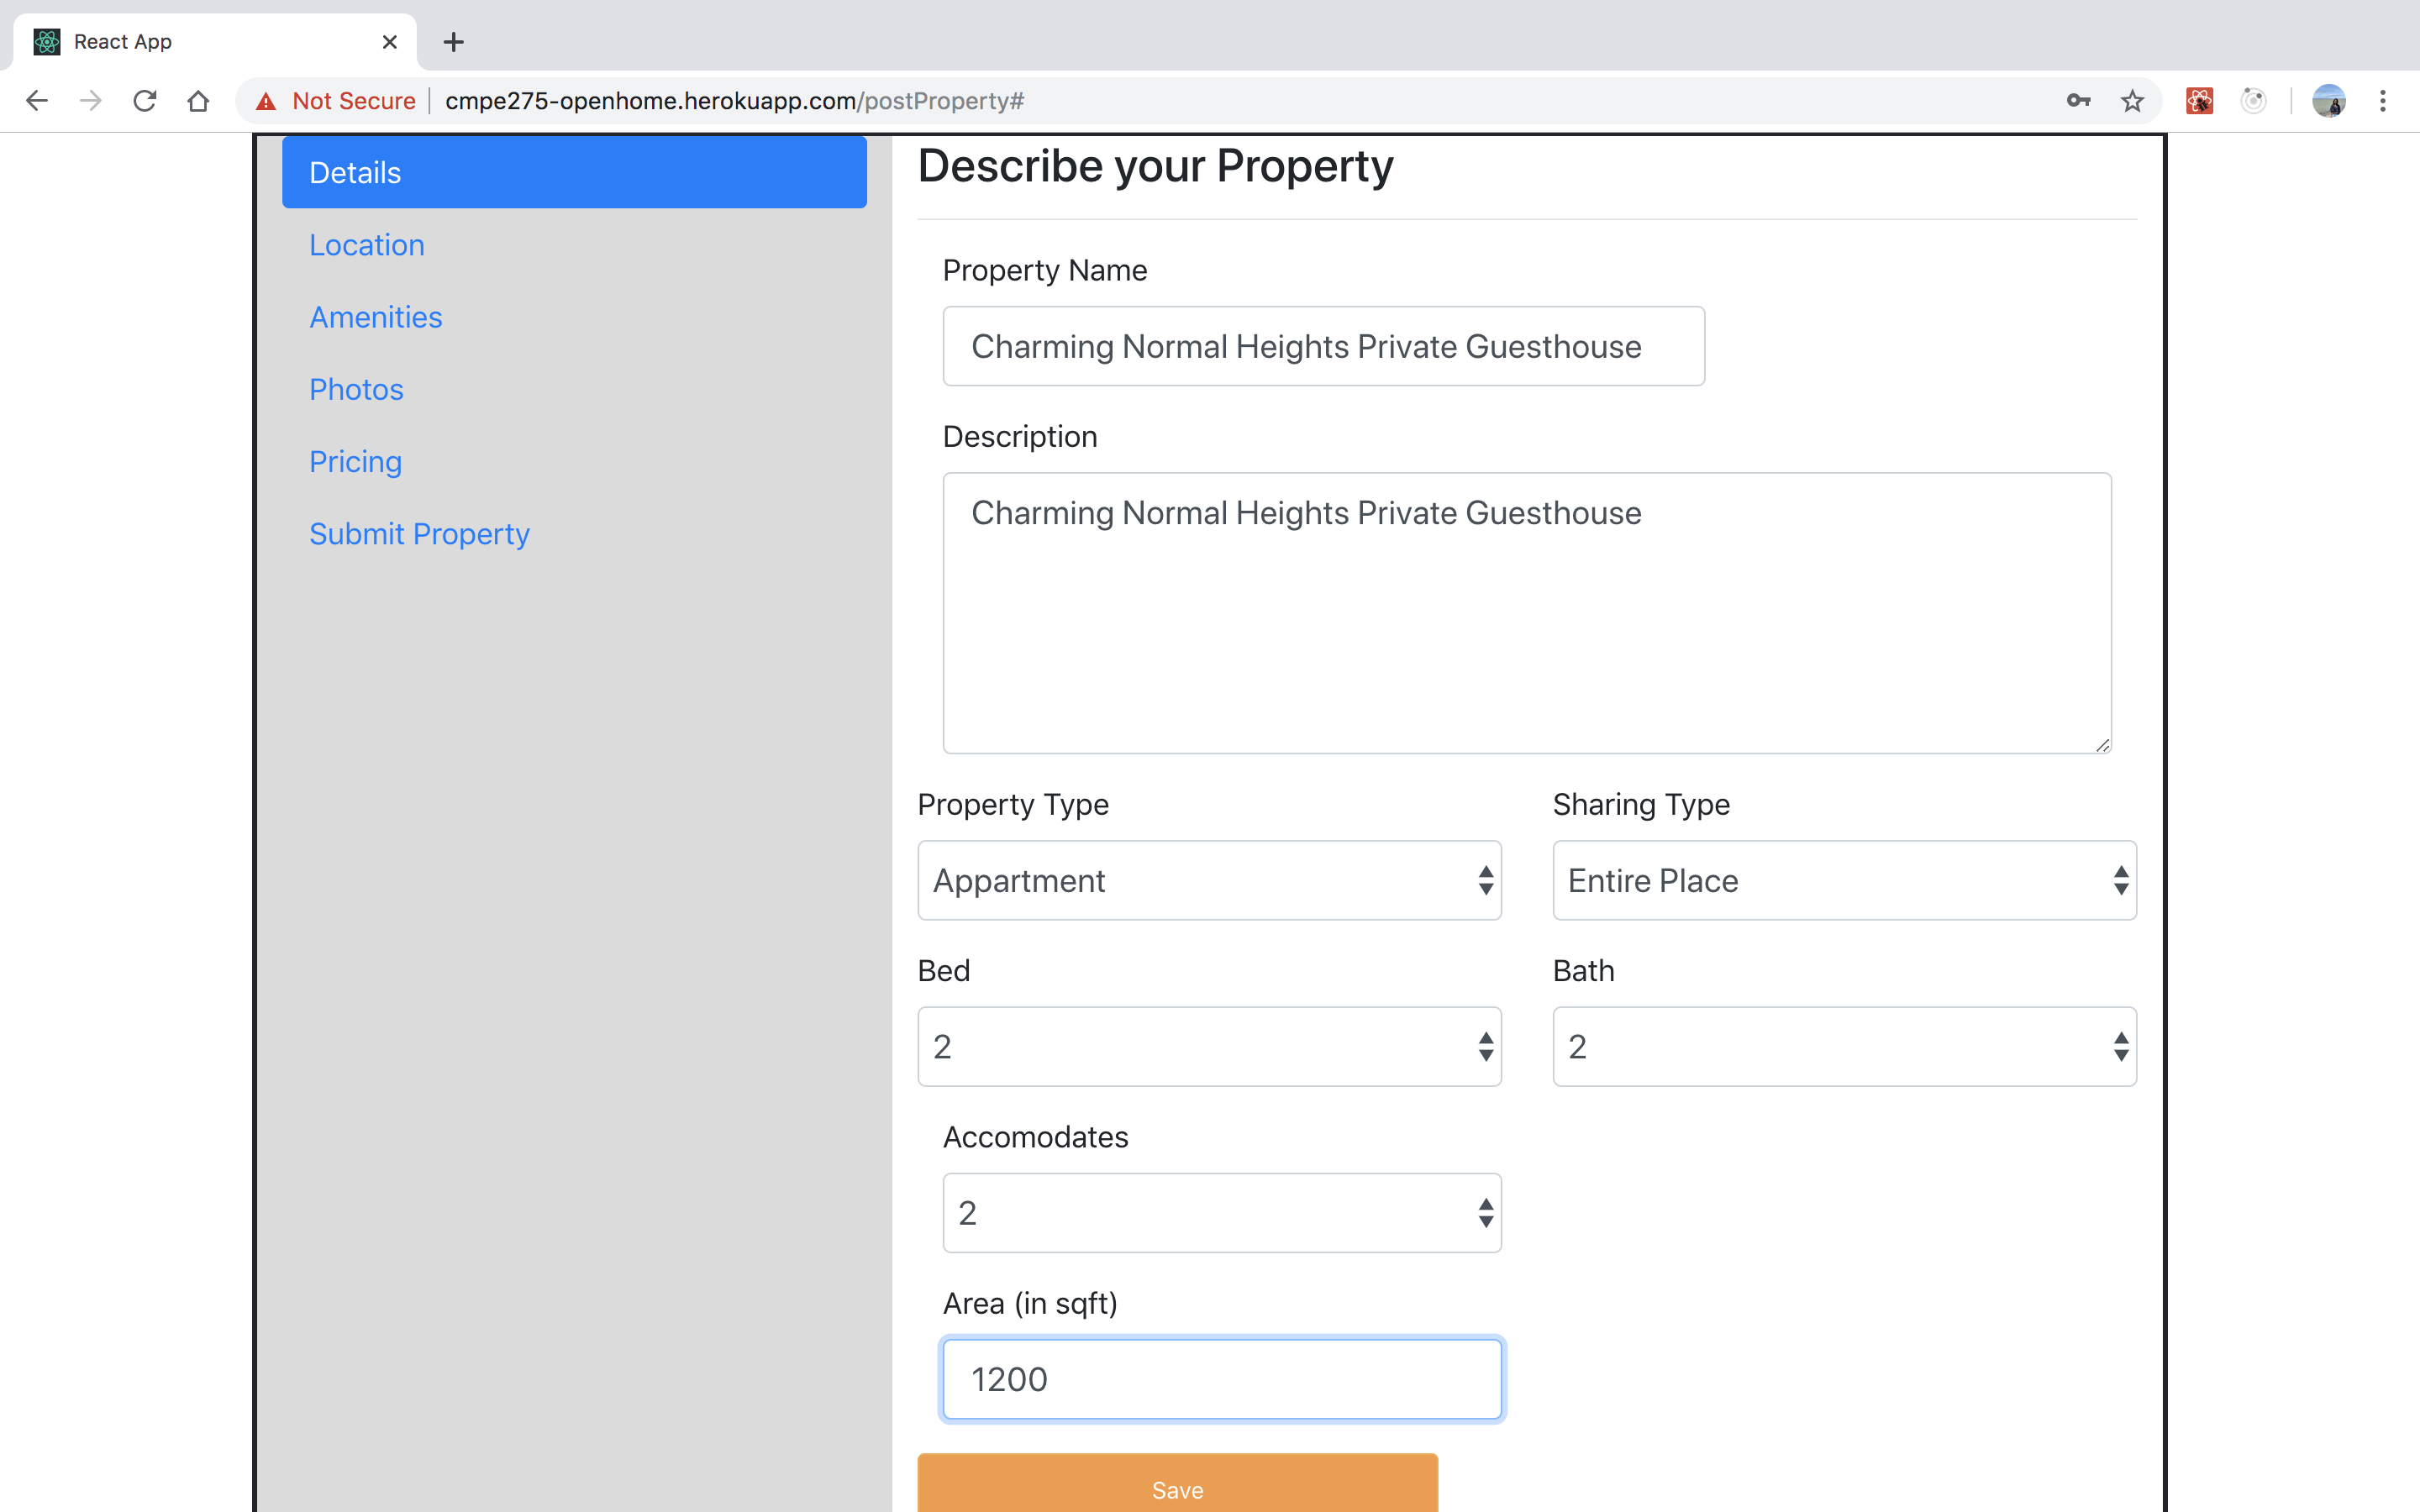 React App
Not Secure
cmpe275-openhome.herokuapp.com/postProperty#
Details
Location
Amenities
Photos
Pricing
Submit Property
Describe your Property
Property Name
Charming Normal Heights Private Guesthouse
Description
Charming Normal Heights Private Guesthouse
Property Type
Sharing Type
Appartment
Entire Place
Bed
Bath
2
2
Accomodates
2
Area (in sqft)
1200
Save